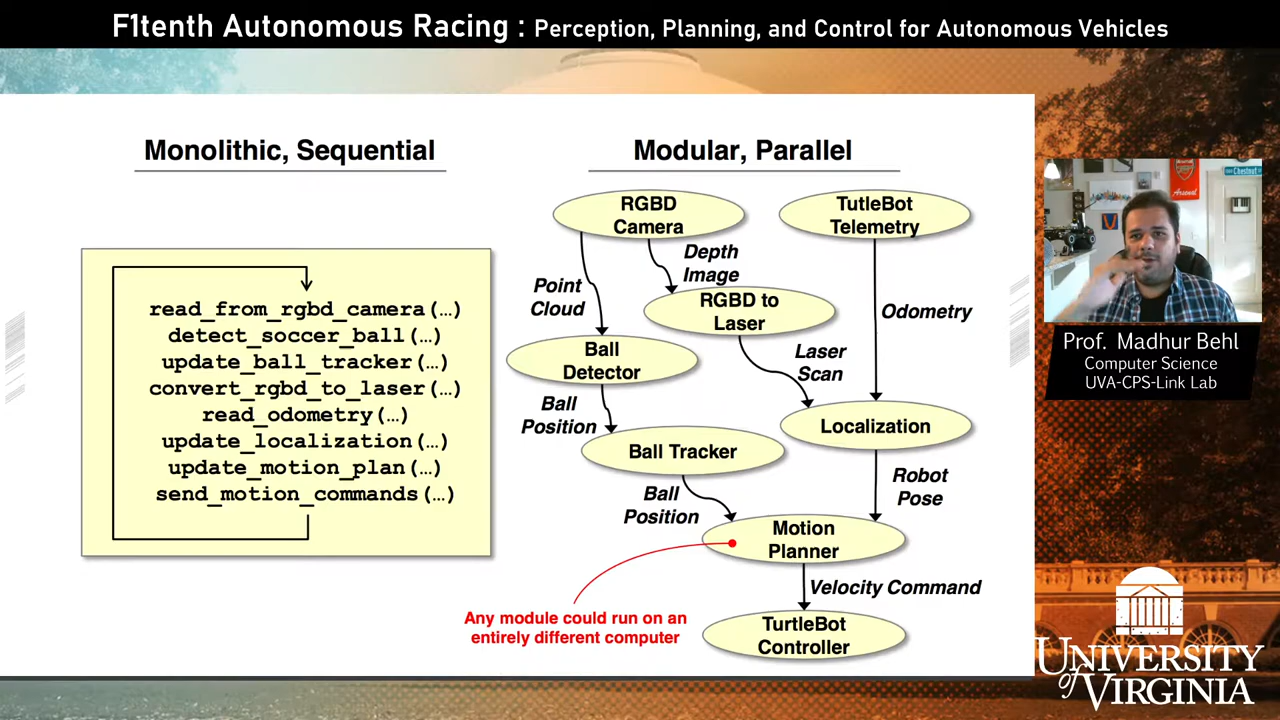 F1tenth Autonomous Racing : Perception, Planning, and Control for Autonomous Vehicles
Monolithic, Sequential
read_from_rgbd_camera(…)
detect_soccer_ball(…)
update_ball_tracker(…)
convert_rgbd_to_laser(…)
read_odometry(…)
update_localization(…)
update_motion_plan(…)
send_motion_commands(…)
Modular, Parallel
RGBD
Camera
TutleBot
Telemetry
Depth
Image
Point
Cloud
RGBD to
Laser
Odometry
Ball
Detector
Laser
Scan
Ball
Position
Localization
Ball Tracker
Robot
Pose
Ball
Position
Motion
Planner
Velocity Command
Any module could run on an
entirely different computer
TurtleBot
Controller
Arsenal
Chestnut
Prof. Madhur Behl
Computer Science
UVA-CPS-Link Lab
UNIVERSITY
of VIRGINIA